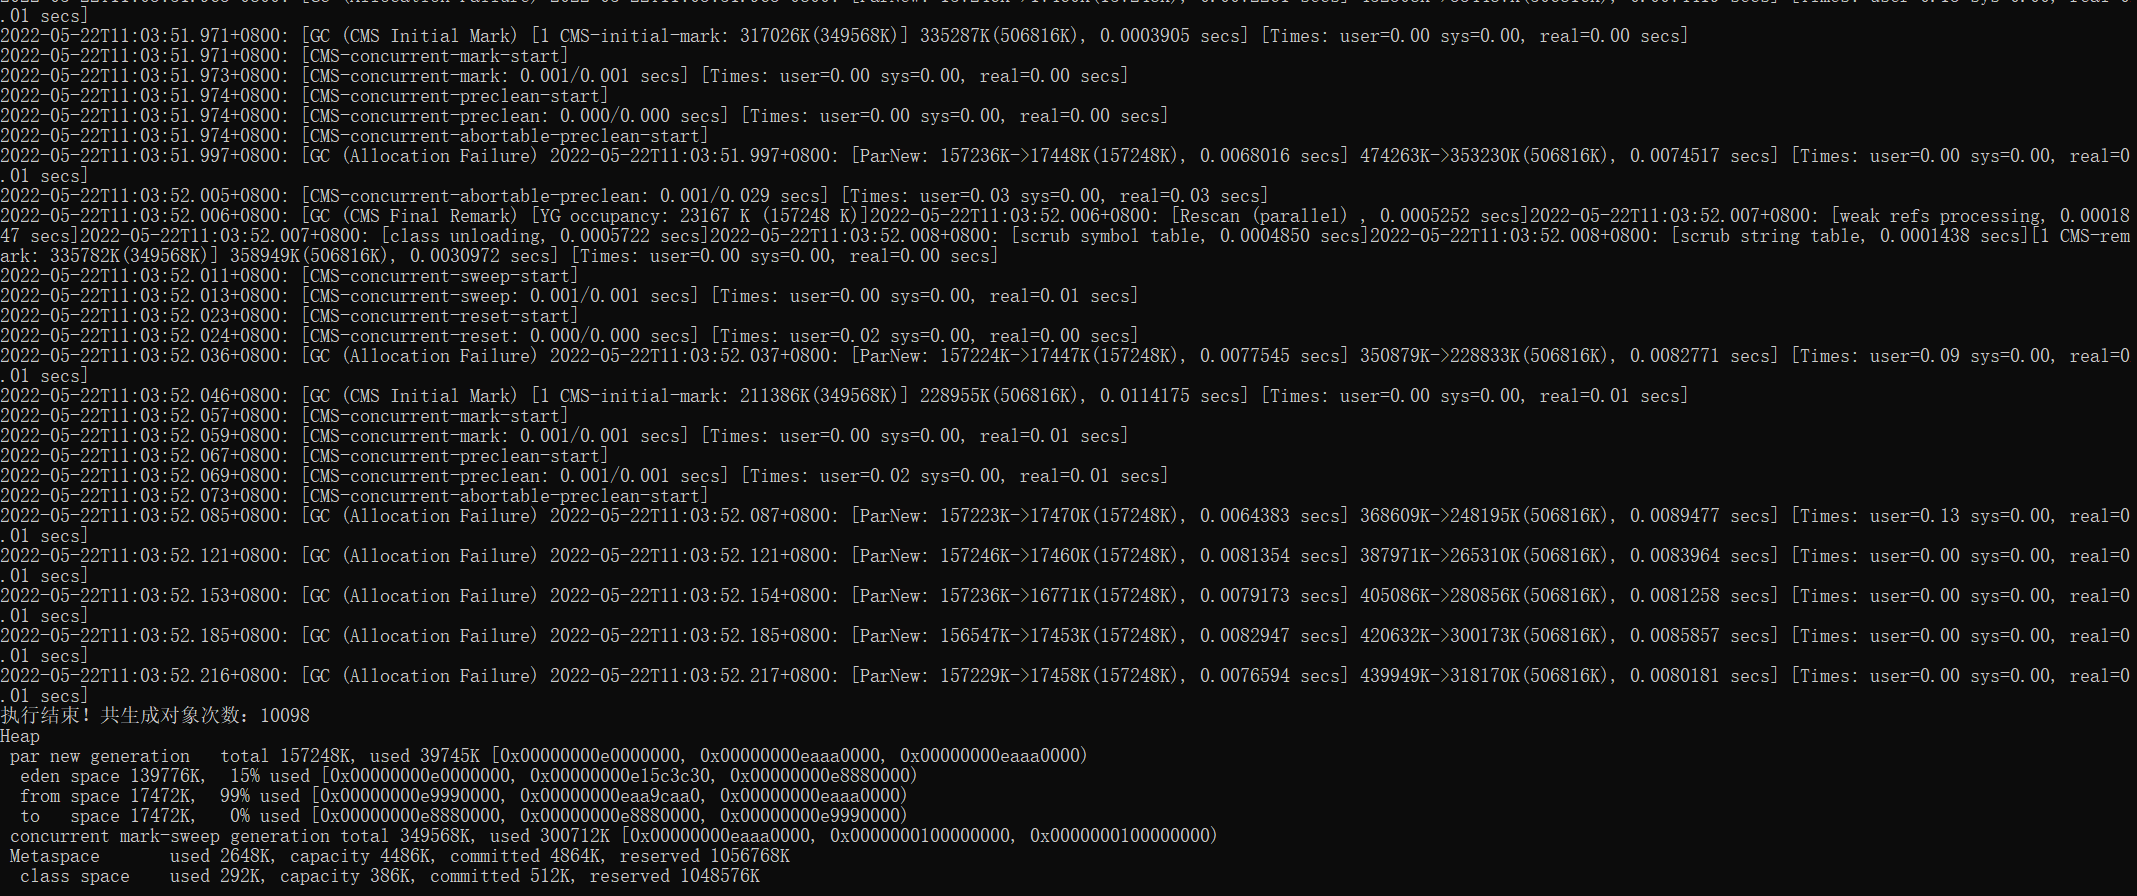 .01 secs]
2022-05-22T11:03:51.971+0800: [GC (CMS Initial Mark) [1 CMS-initial-mark: 317026K(349568K)] 335287K(506816K), 0.0003905 secs] [Times: user=0.00 sys=0.00, real=0.00 secs]
2022-05-22T11:03:51.971+0800: [CMS-concurrent-mark-start]
2022-05-22T11:03:51.973+0800: [CMS-concurrent-mark: 0.001/0.001 secs] [Times: user=0.00 sys=0.00, real=0.00 secs]
2022-05-22T11:03:51.974+0800: [CMS-concurrent-preclean-start]
2022-05-22T11:03:51.974+0800: [CMS-concurrent-preclean: 0.000/0.000 secs] [Times: user=0.00 sys=0.00, real=0.00 secs]
2022-05-22T11:03:51.974+0800: [CMS-concurrent-abortable-preclean-start]
2022-05-22T11:03:51.997+0800: [GC (Allocation Failure) 2022-05-22T11:03:51.997+0800: [ParNew: 157236K->17448K(157248K), 0.0068016 secs] 474263K->353230K(506816K), 0.0074517 secs] [Times: user=0.00 sys=0.00, real=0
.01 secs]
2022-05-22T11:03:52.005+0800: [CMS-concurrent-abortable-preclean: 0.001/0.029 secs] [Times: user=0.03 sys=0.00, real=0.03 secs]
2022-05-22T11:03:52.006+0800: [GC (CMS Final Remark) [YG occupancy: 23167 K (157248 K)]2022-05-22T11:03:52.006+0800: [Rescan (parallel) , 0.0005252 secs]2022-05-22T11:03:52.007+0800: [weak refs processing, 0.00018
47 secs]2022-05-22T11:03:52.007+0800: [class unloading, 0.0005722 secs]2022-05-22T11:03:52.008+0800: [scrub symbol table, 0.0004850 secs]2022-05-22T11:03:52.008+0800: [scrub string table, 0.0001438 secs][1 CMS-rem
ark: 335782K(349568K)] 358949K(506816K), 0.0030972 secs] [Times: user=0.00 sys=0.00, real=0.00 secs]
2022-05-22T11:03:52.011+0800: [CMS-concurrent-sweep-start]
2022-05-22T11:03:52.013+0800: [CMS-concurrent-sweep: 0.001/0.001 secs] [Times: user=0.00 sys=0.00, real=0.01 secs]
2022-05-22T11:03:52.023+0800: [CMS-concurrent-reset-start]
2022-05-22T11:03:52.024+0800: [CMS-concurrent-reset: 0.000/0.000 secs] [Times: user=0.02 sys=0.00, real=0.00 secs]
2022-05-22T11:03:52.036+0800: [GC (Allocation Failure) 2022-05-22T11:03:52.037+0800: [ParNew: 157224K->17447K(157248K), 0.0077545 secs] 350879K->228833K(506816K), 0.0082771 secs] [Times: user=0.09 sys=0.00, real=0
.01 secs]
2022-05-22T11:03:52.046+0800: [GC (CMS Initial Mark) [1 CMS-initial-mark: 211386K(349568K)] 228955K(506816K), 0.0114175 secs] [Times: user=0.00 sys=0.00, real=0.01 secs]
2022-05-22T11:03:52.057+0800: [CMS-concurrent-mark-start]
2022-05-22T11:03:52.059+0800: [CMS-concurrent-mark: 0.001/0.001 secs] [Times: user=0.00 sys=0.00, real=0.01 secs]
2022-05-22T11:03:52.067+0800: [CMS-concurrent-preclean-start]
2022-05-22T11:03:52.069+0800: [CMS-concurrent-preclean: 0.001/0.001 secs] [Times: user=0.02 sys=0.00, real=0.01 secs]
2022-05-22T11:03:52.073+0800: [CMS-concurrent-abortable-preclean-start]
2022-05-22T11:03:52.085+0800: [GC (Allocation Failure) 2022-05-22T11:03:52.087+0800: [ParNew: 157223K->17470K(157248K), 0.0064383 secs] 368609K->248195K(506816K), 0.0089477 secs] [Times: user=0.13 sys=0.00, real=0
.01 secs]
2022-05-22T11:03:52.121+0800: [GC (Allocation Failure) 2022-05-22T11:03:52.121+0800: [ParNew: 157246K->17460K(157248K), 0.0081354 secs] 387971K->265310K(506816K), 0.0083964 secs] [Times: user=0.00 sys=0.00, real=0
.01 secs]
2022-05-22T11:03:52.153+0800: [GC (Allocation Failure) 2022-05-22T11:03:52.154+0800: [ParNew: 157236K->16771K(157248K), 0.0079173 secs] 405086K->280856K(506816K), 0.0081258 secs] [Times: user=0.00 sys=0.00, real=0
.01 secs]
2022-05-22T11:03:52.185+0800: [GC (Allocation Failure) 2022-05-22T11:03:52.185+0800: [ParNew: 156547K->17453K(157248K), 0.0082947 secs] 420632K->300173K(506816K), 0.0085857 secs] [Times: user=0.00 sys=0.00, real=0
.01 secs]
2022-05-22T11:03:52.216+0800: [GC (Allocation Failure) 2022-05-22T11:03:52.217+0800: [ParNew: 157229K->17458K(157248K), 0.0076594 secs] 439949K->318170K(506816K), 0.0080181 secs] [Times: user=0.00 sys=0.00, real=0
.01 secs]
执行结束! 共生成对象次数: 10098
Heap
 par new generation   total 157248K, used 39745K [0x00000000e0000000, 0x00000000eaaa0000, 0x00000000eaaa0000)
  eden space 139776K,  15% used [0x00000000e0000000, 0x00000000e15c3c30, 0x00000000e8880000)
  from space 17472K,  99% used [0x00000000e9990000, 0x00000000eaa9caa0, 0x00000000eaaa0000)
  to   space 17472K,   0% used [0x00000000e8880000, 0x00000000e8880000, 0x00000000e9990000)
 concurrent mark-sweep generation total 349568K, used 300712K [0x00000000eaaa0000, 0x0000000100000000, 0x0000000100000000)
 Metaspace       used 2648K, capacity 4486K, committed 4864K, reserved 1056768K
  class space    used 292K, capacity 386K, committed 512K, reserved 1048576K